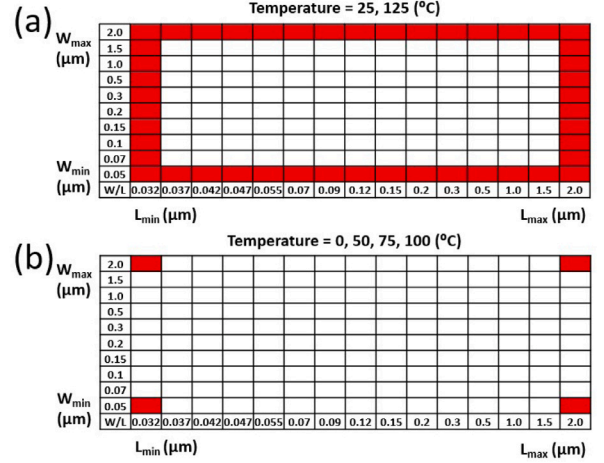 Temperature = 25, 125 (⁰C)
(a)
Wmax (μm)
2.0
1.5
1.0
0.5
0.3
0.2
0.15
0.1
0.07
Wmin (μm)
0.05
W/L 0.032 0.037 0.042 0.047 0.055 0.07 0.09 0.12 0.15 0.2 0.3 0.5 1.0 1.5 2.0
Lmin (μm) Lmax (μm)
Temperature = 0, 50, 75, 100 (⁰C)
(b)
Wmax (μm)
2.0
1.5
1.0
0.5
0.3
0.2
0.15
0.1
0.07
Wmin (μm)
0.05
W/L 0.032 0.037 0.042 0.047 0.055 0.07 0.09 0.12 0.15 0.2 0.3 0.5 1.0 1.5 2.0
Lmin (μm) Lmax (μm)